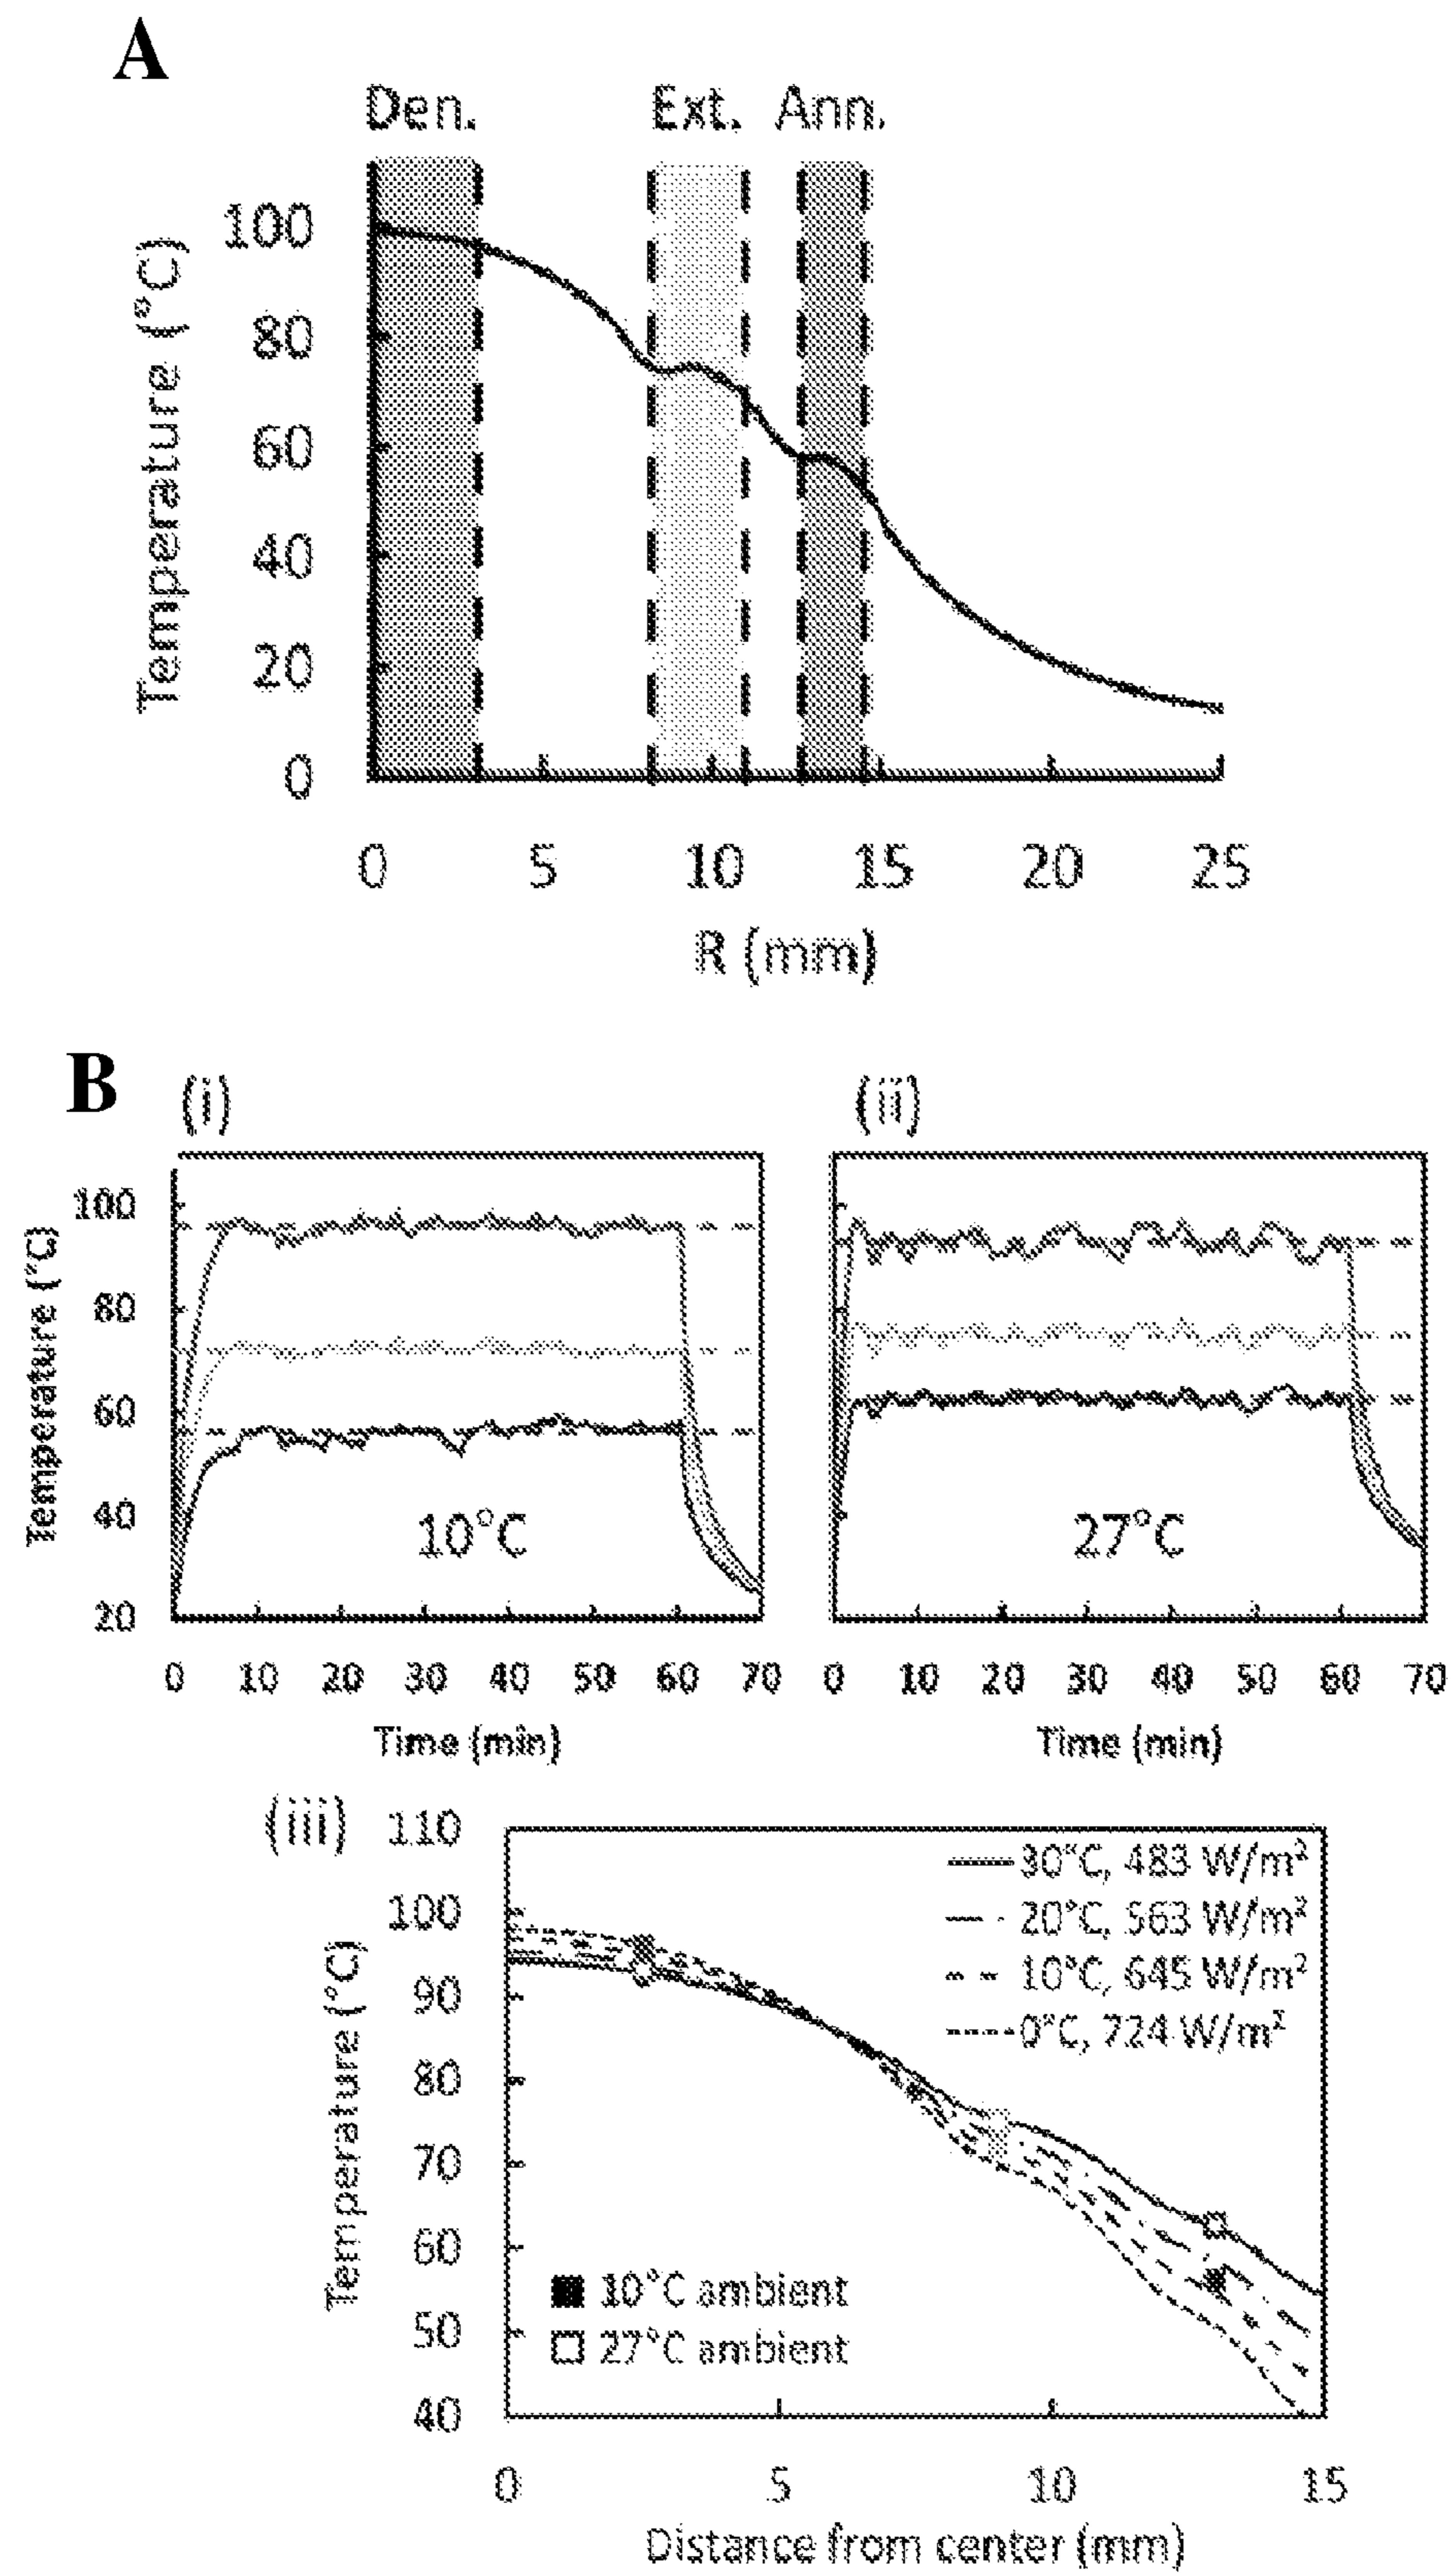 A
Den. Ext. Ann.
Temperature (°C)
100
80
60
40
20
0
0 5 10 15 20 25
R (mm)
B
(i) (ii)
Temperature (°C)
100
80
60
40
20
10°C 27°C
0 10 20 30 40 50 60 70 0 10 20 30 40 50 60 70
Time (min) Time (min)
(iii)
Temperature (°C)
110
100
90
80
70
60
50
40
30°C, 483 W/m²
20°C, 563 W/m²
10°C, 645 W/m²
0°C, 724 W/m²
10°C ambient
27°C ambient
0 5 10 15
Distance from center (mm)